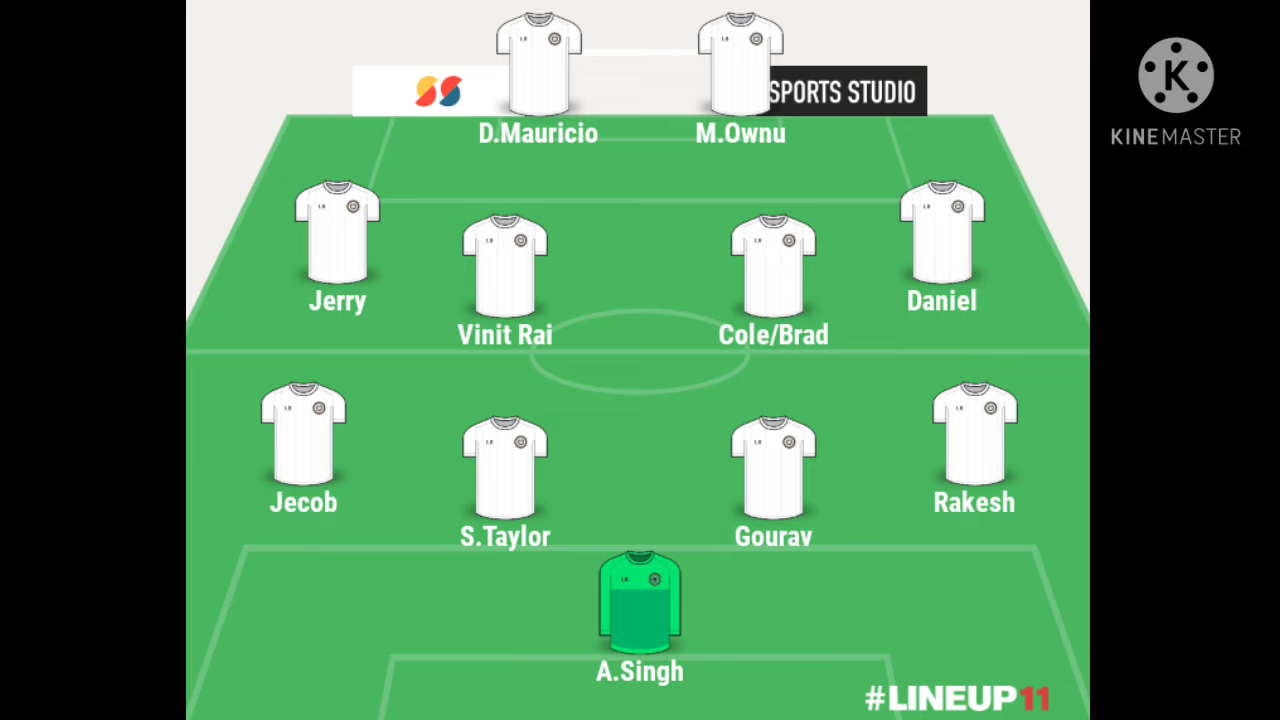 SPORTS STUDIO
KINEMASTER
D.Mauricio
M.Ownu
Jerry
Daniel
Vinit Rai
Cole/Brad
Jecob
Rakesh
S.Taylor
Gourav
A.Singh
#LINEUP11